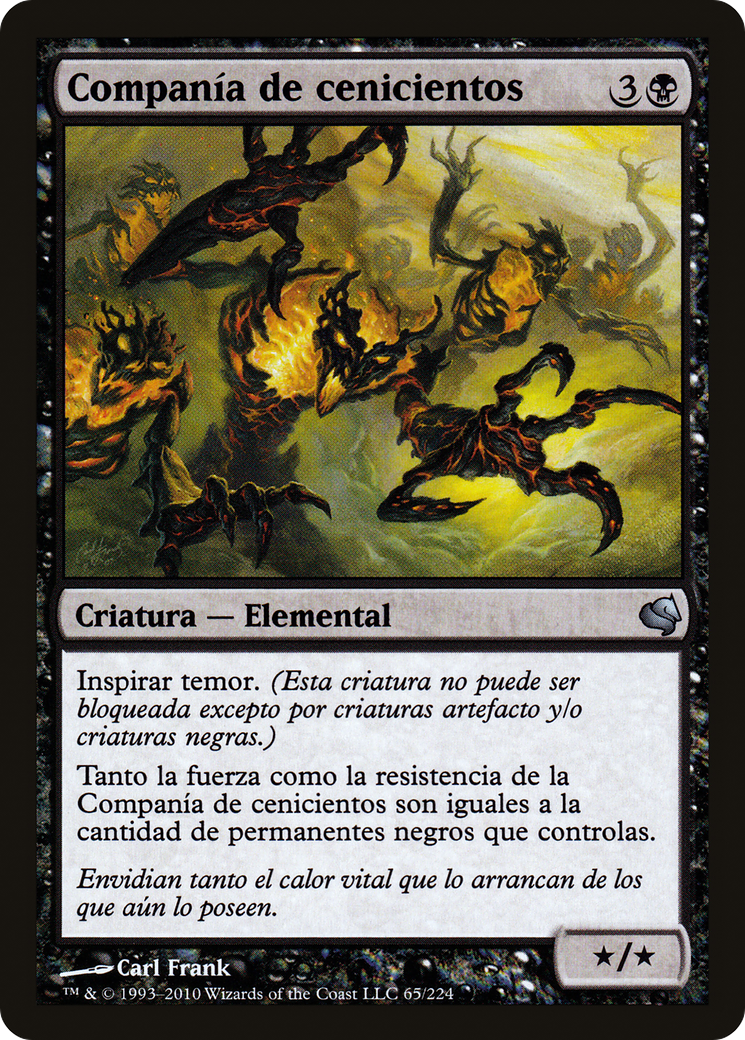 Companía de cenicientos
3
Criatura — Elemental
Inspirar temor. (Esta criatura no puede ser
bloqueada excepto por criaturas artefacto y/o
criaturas negras.)
Tanto la fuerza como la resistencia de la
Companía de cenicientos son iguales a la
cantidad de permanentes negros que controlas.
Envidian tanto el calor vital que lo arrancan de los
que aún lo poseen.
★/★
Carl Frank
™ & © 1993–2010 Wizards of the Coast LLC 65/224